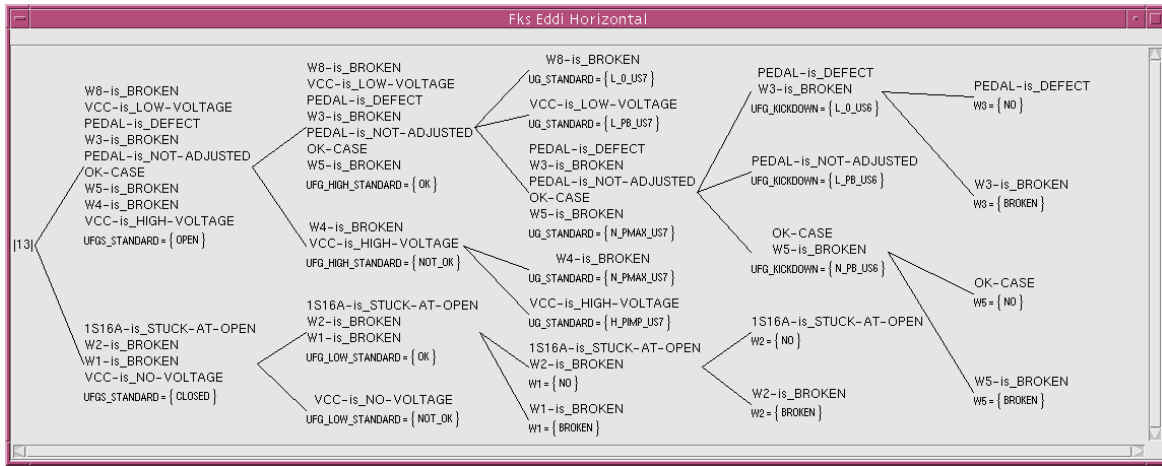 Fks Eddi Horizontal
|13|
W8-is_BROKEN
VCC-is_LOW-VOLTAGE
PEDAL-is_DEFECT
W3-is_BROKEN
PEDAL-is_NOT-ADJUSTED
OK-CASE
W5-is_BROKEN
W4-is_BROKEN
VCC-is_HIGH-VOLTAGE
UFGS_STANDARD = { OPEN }
1S16A-is_STUCK-AT-OPEN
W2-is_BROKEN
W1-is_BROKEN
VCC-is_NO-VOLTAGE
UFGS_STANDARD = { CLOSED }
W8-is_BROKEN
VCC-is_LOW-VOLTAGE
PEDAL-is_DEFECT
W3-is_BROKEN
PEDAL-is_NOT-ADJUSTED
OK-CASE
W5-is_BROKEN
UFG_HIGH_STANDARD = { OK }
W4-is_BROKEN
VCC-is_HIGH-VOLTAGE
UFG_HIGH_STANDARD = { NOT_OK }
1S16A-is_STUCK-AT-OPEN
W2-is_BROKEN
W1-is_BROKEN
UFG_LOW_STANDARD = { OK }
VCC-is_NO-VOLTAGE
UFG_LOW_STANDARD = { NOT_OK }
W8-is_BROKEN
UG_STANDARD = { L_0_US7 }
VCC-is_LOW-VOLTAGE
UG_STANDARD = { L_PB_US7 }
PEDAL-is_DEFECT
W3-is_BROKEN
PEDAL-is_NOT-ADJUSTED
OK-CASE
W5-is_BROKEN
UG_STANDARD = { N_PMAX_US7 }
W4-is_BROKEN
UG_STANDARD = { N_PMAX_US7 }
VCC-is_HIGH-VOLTAGE
UG_STANDARD = { H_PIMP_US7 }
1S16A-is_STUCK-AT-OPEN
W2-is_BROKEN
W1 = { NO }
W1-is_BROKEN
W1 = { BROKEN }
PEDAL-is_DEFECT
W3-is_BROKEN
UFG_KICKDOWN = { L_0_US6 }
PEDAL-is_NOT-ADJUSTED
UFG_KICKDOWN = { L_PB_US6 }
OK-CASE
W5-is_BROKEN
UFG_KICKDOWN = { N_PB_US6 }
1S16A-is_STUCK-AT-OPEN
W2 = { NO }
W2-is_BROKEN
W2 = { BROKEN }
PEDAL-is_DEFECT
W3 = { NO }
W3-is_BROKEN
W3 = { BROKEN }
OK-CASE
W5 = { NO }
W5-is_BROKEN
W5 = { BROKEN }